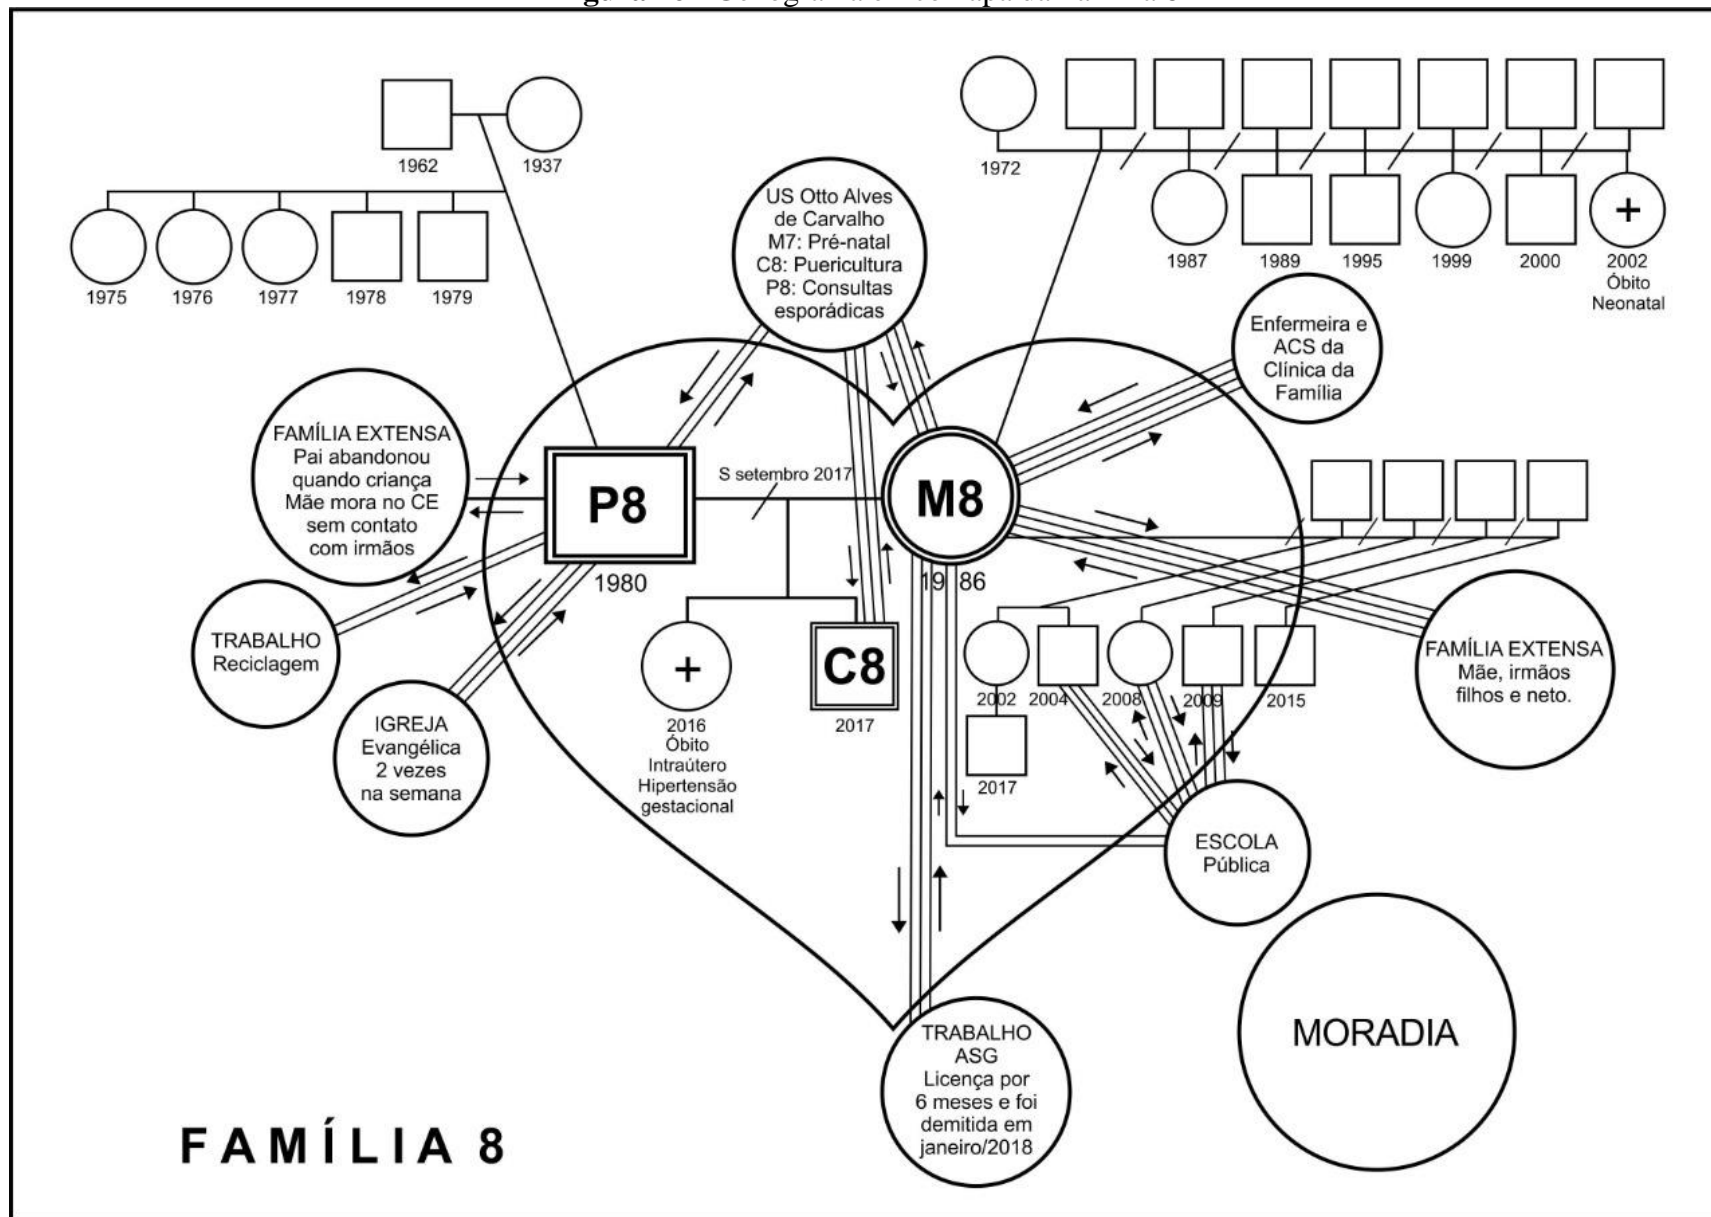 1962
1937
1975
1976
1977
1978
1979
US Otto Alves
de Carvalho
M7: Pré-natal
C8: Puericultura
P8: Consultas
esporádicas
1972
1987
1989
1995
1999
2000
+
2002
Óbito
Neonatal
Enfermeira e
ACS da
Clínica da
Família
FAMÍLIA EXTENSA
Pai abandonou
quando criança
Mãe mora no CE
sem contato
com irmãos
P8
1980
S setembro 2017
M8
1986
TRABALHO
Reciclagem
IGREJA
Evangélica
2 vezes
na semana
+
2016
Óbito
Intraútero
Hipertensão
gestacional
C8
2017
2002
2004
2008
2009
2015
2017
FAMÍLIA EXTENSA
Mãe, irmãos
filhos e neto.
ESCOLA
Pública
MORADIA
TRABALHO
ASG
Licença por
6 meses e foi
demitida em
janeiro/2018
FAMÍLIA 8